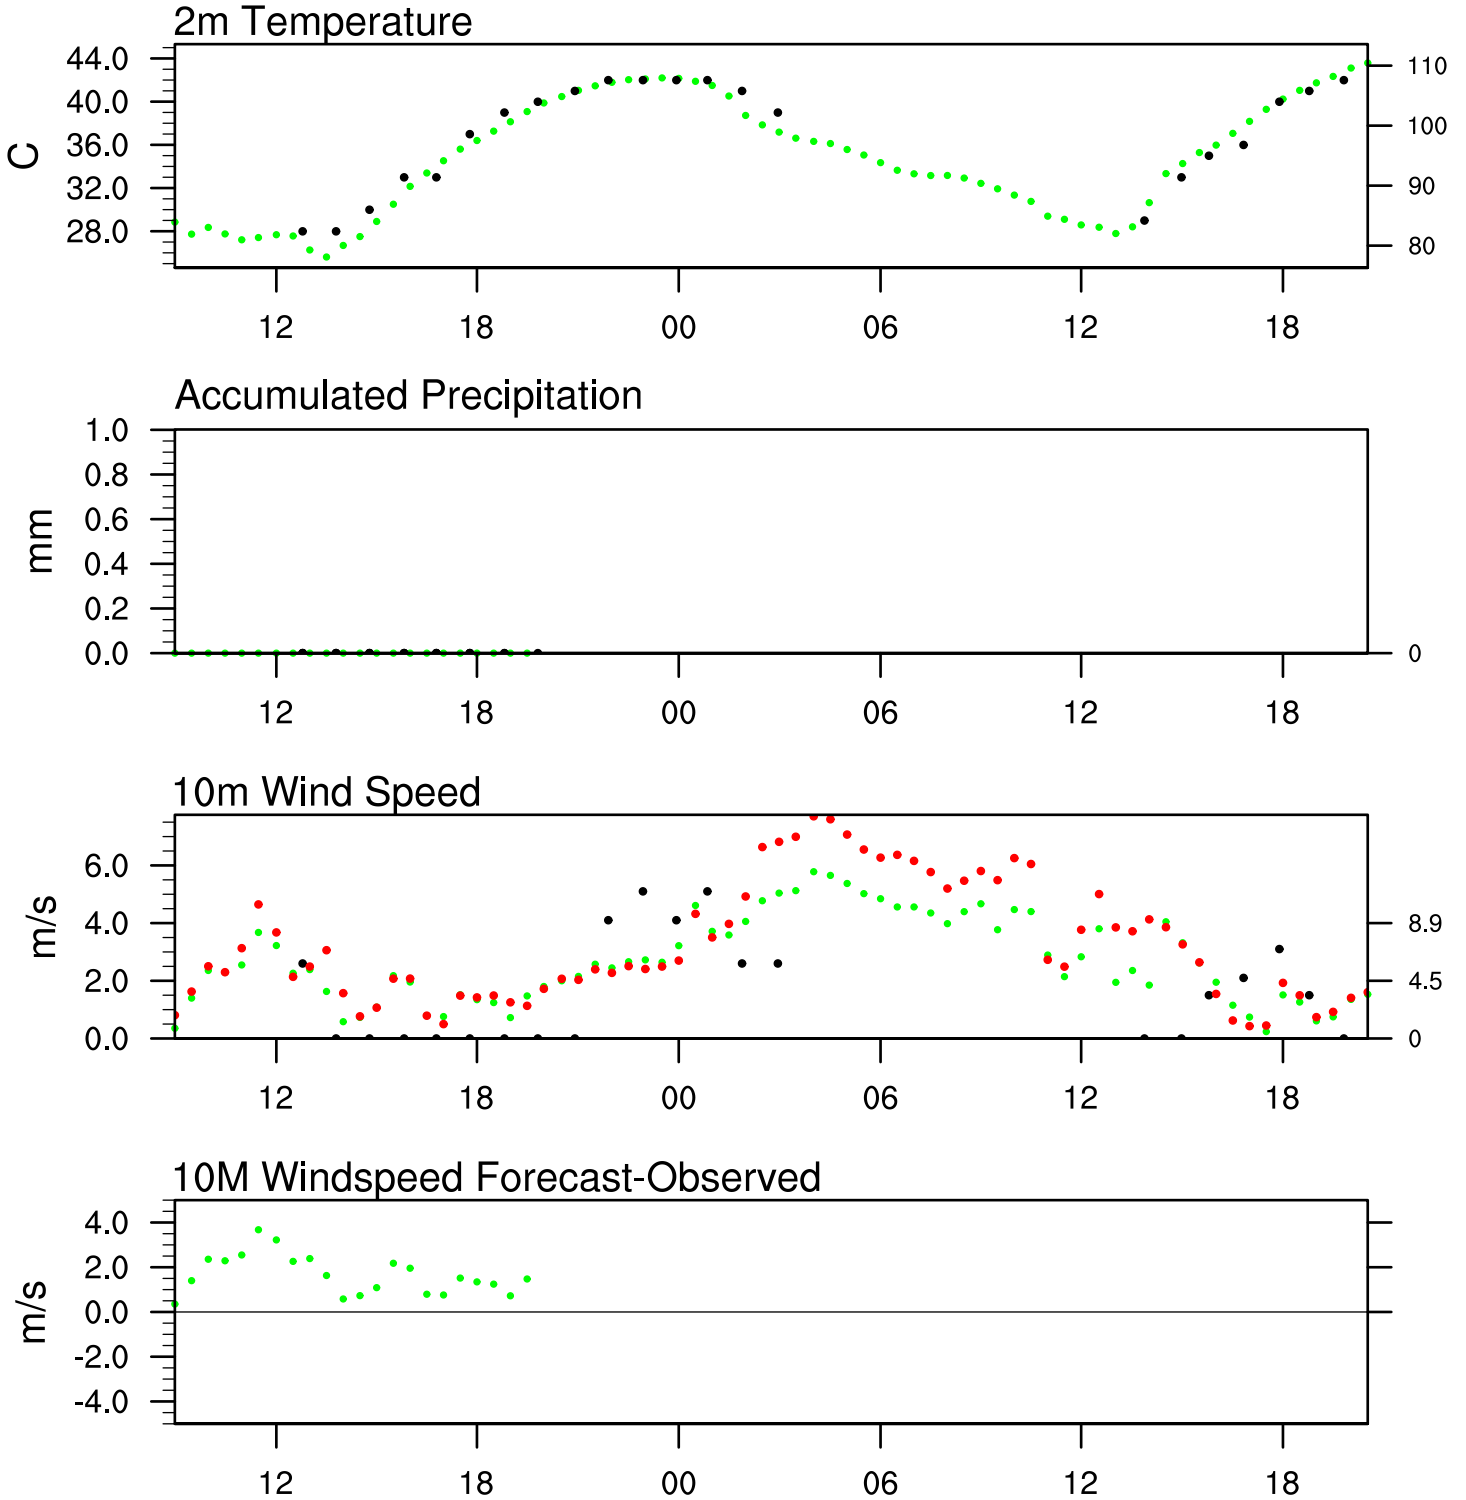 2m Temperature
44.0
40.0
36.0
32.0
28.0
C
110
100
90
80
12 18 00 06 12 18
Accumulated Precipitation
1.0
0.8
0.6
0.4
0.2
0.0
mm
0
12 18 00 06 12 18
10m Wind Speed
6.0
4.0
2.0
0.0
m/s
8.9
4.5
0
12 18 00 06 12 18
10M Windspeed Forecast-Observed
4.0
2.0
0.0
-2.0
-4.0
m/s
12 18 00 06 12 18